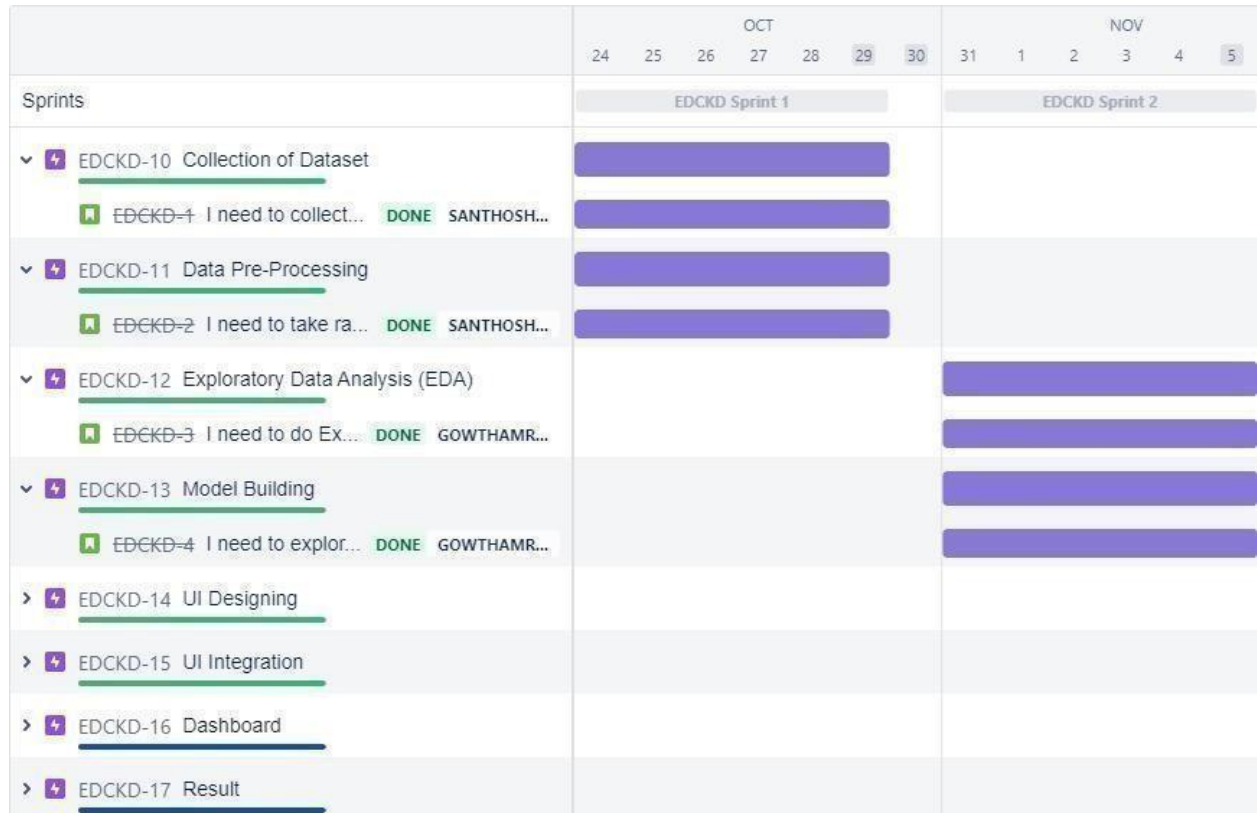 OCT NOV
24 25 26 27 28 29 30 31 1 2 3 4 5
Sprints EDCKD Sprint 1 EDCKD Sprint 2
EDCKD-10 Collection of Dataset
EDCKD-1 I need to collect... DONE SANTHOSH...
EDCKD-11 Data Pre-Processing
EDCKD-2 I need to take ra... DONE SANTHOSH...
EDCKD-12 Exploratory Data Analysis (EDA)
EDCKD-3 I need to do Ex... DONE GOWTHAMR...
EDCKD-13 Model Building
EDCKD-4 I need to explor... DONE GOWTHAMR...
EDCKD-14 UI Designing
EDCKD-15 UI Integration
EDCKD-16 Dashboard
EDCKD-17 Result